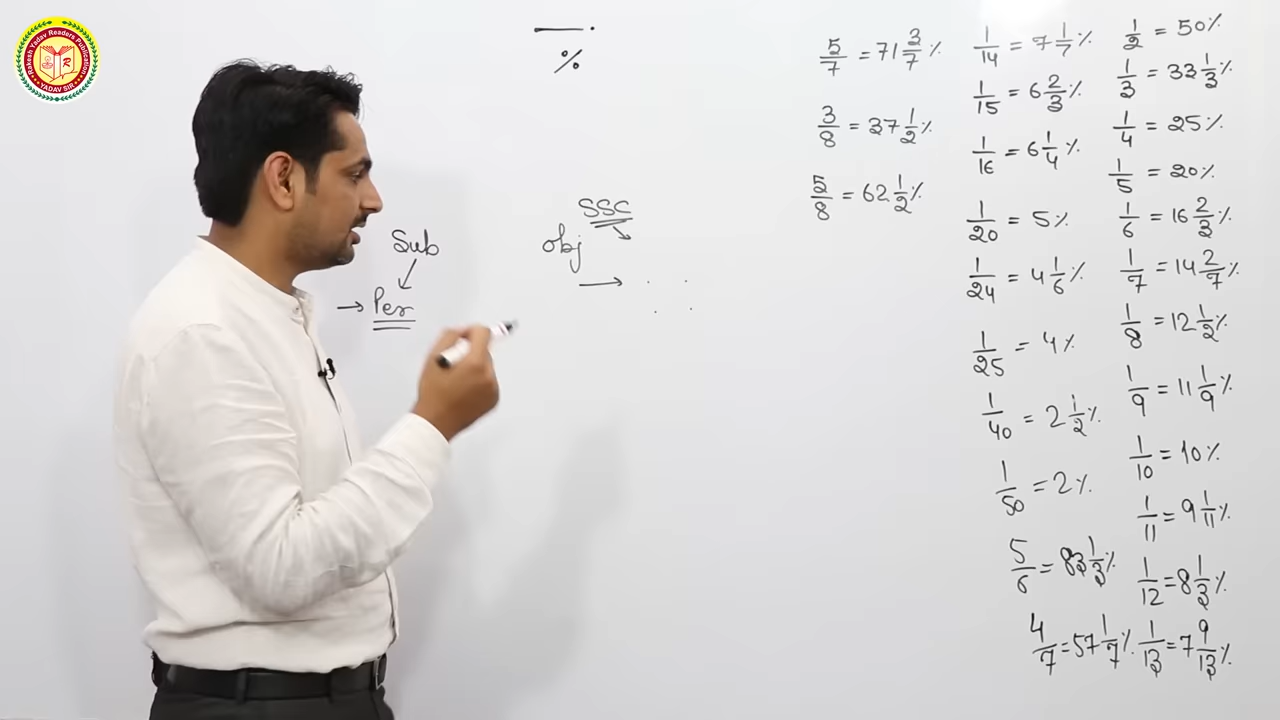 Rakesh Yadav Readers Publication
YADAV SIR
%
Sub
→ Per
SSC
Obj
→
5/7 = 71 3/7 %
3/8 = 37 1/2 %
5/8 = 62 1/2 %
1/14 = 7 1/7 %
1/15 = 6 2/3 %
1/16 = 6 1/4 %
1/20 = 5 %
1/24 = 4 1/6 %
1/25 = 4 %
1/40 = 2 1/2 %
1/50 = 2 %
5/6 = 83 1/3 %
4/7 = 57 1/7 %
1/2 = 50 %
1/3 = 33 1/3 %
1/4 = 25 %
1/5 = 20 %
1/6 = 16 2/3 %
1/7 = 14 2/7 %
1/8 = 12 1/2 %
1/9 = 11 1/9 %
1/10 = 10 %
1/11 = 9 1/11 %
1/12 = 8 1/3 %
1/13 = 7 9/13 %